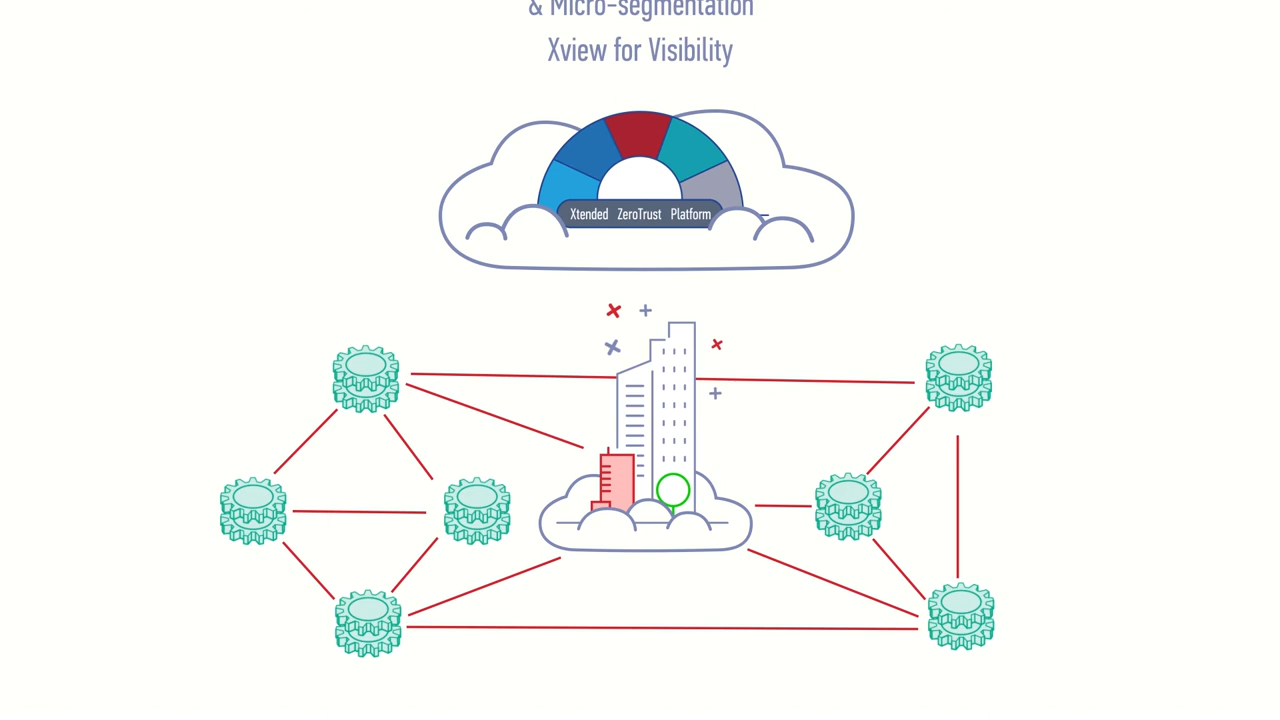 & Micro-segmentation
Xview for Visibility
Xtended ZeroTrust Platform